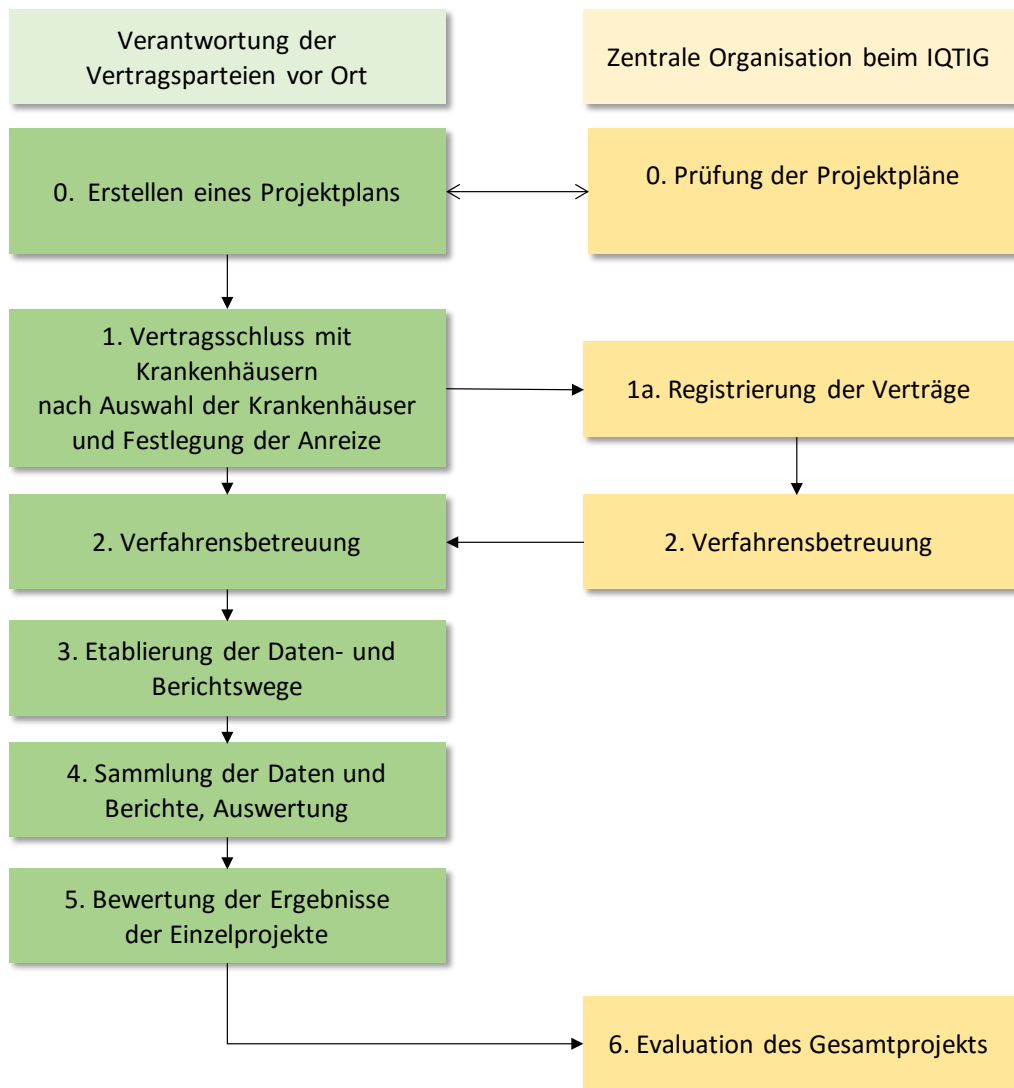 Verantwortung der
Vertragsparteien vor Ort
Zentrale Organisation beim IQTIG
0. Erstellen eines Projektplans
0. Prüfung der Projektpläne
1. Vertragsschluss mit
Krankenhäusern
nach Auswahl der Krankenhäuser
und Festlegung der Anreize
1a. Registrierung der Verträge
2. Verfahrensbetreuung
2. Verfahrensbetreuung
3. Etablierung der Daten- und
Berichtswege
4. Sammlung der Daten und
Berichte, Auswertung
5. Bewertung der Ergebnisse
der Einzelprojekte
6. Evaluation des Gesamtprojekts